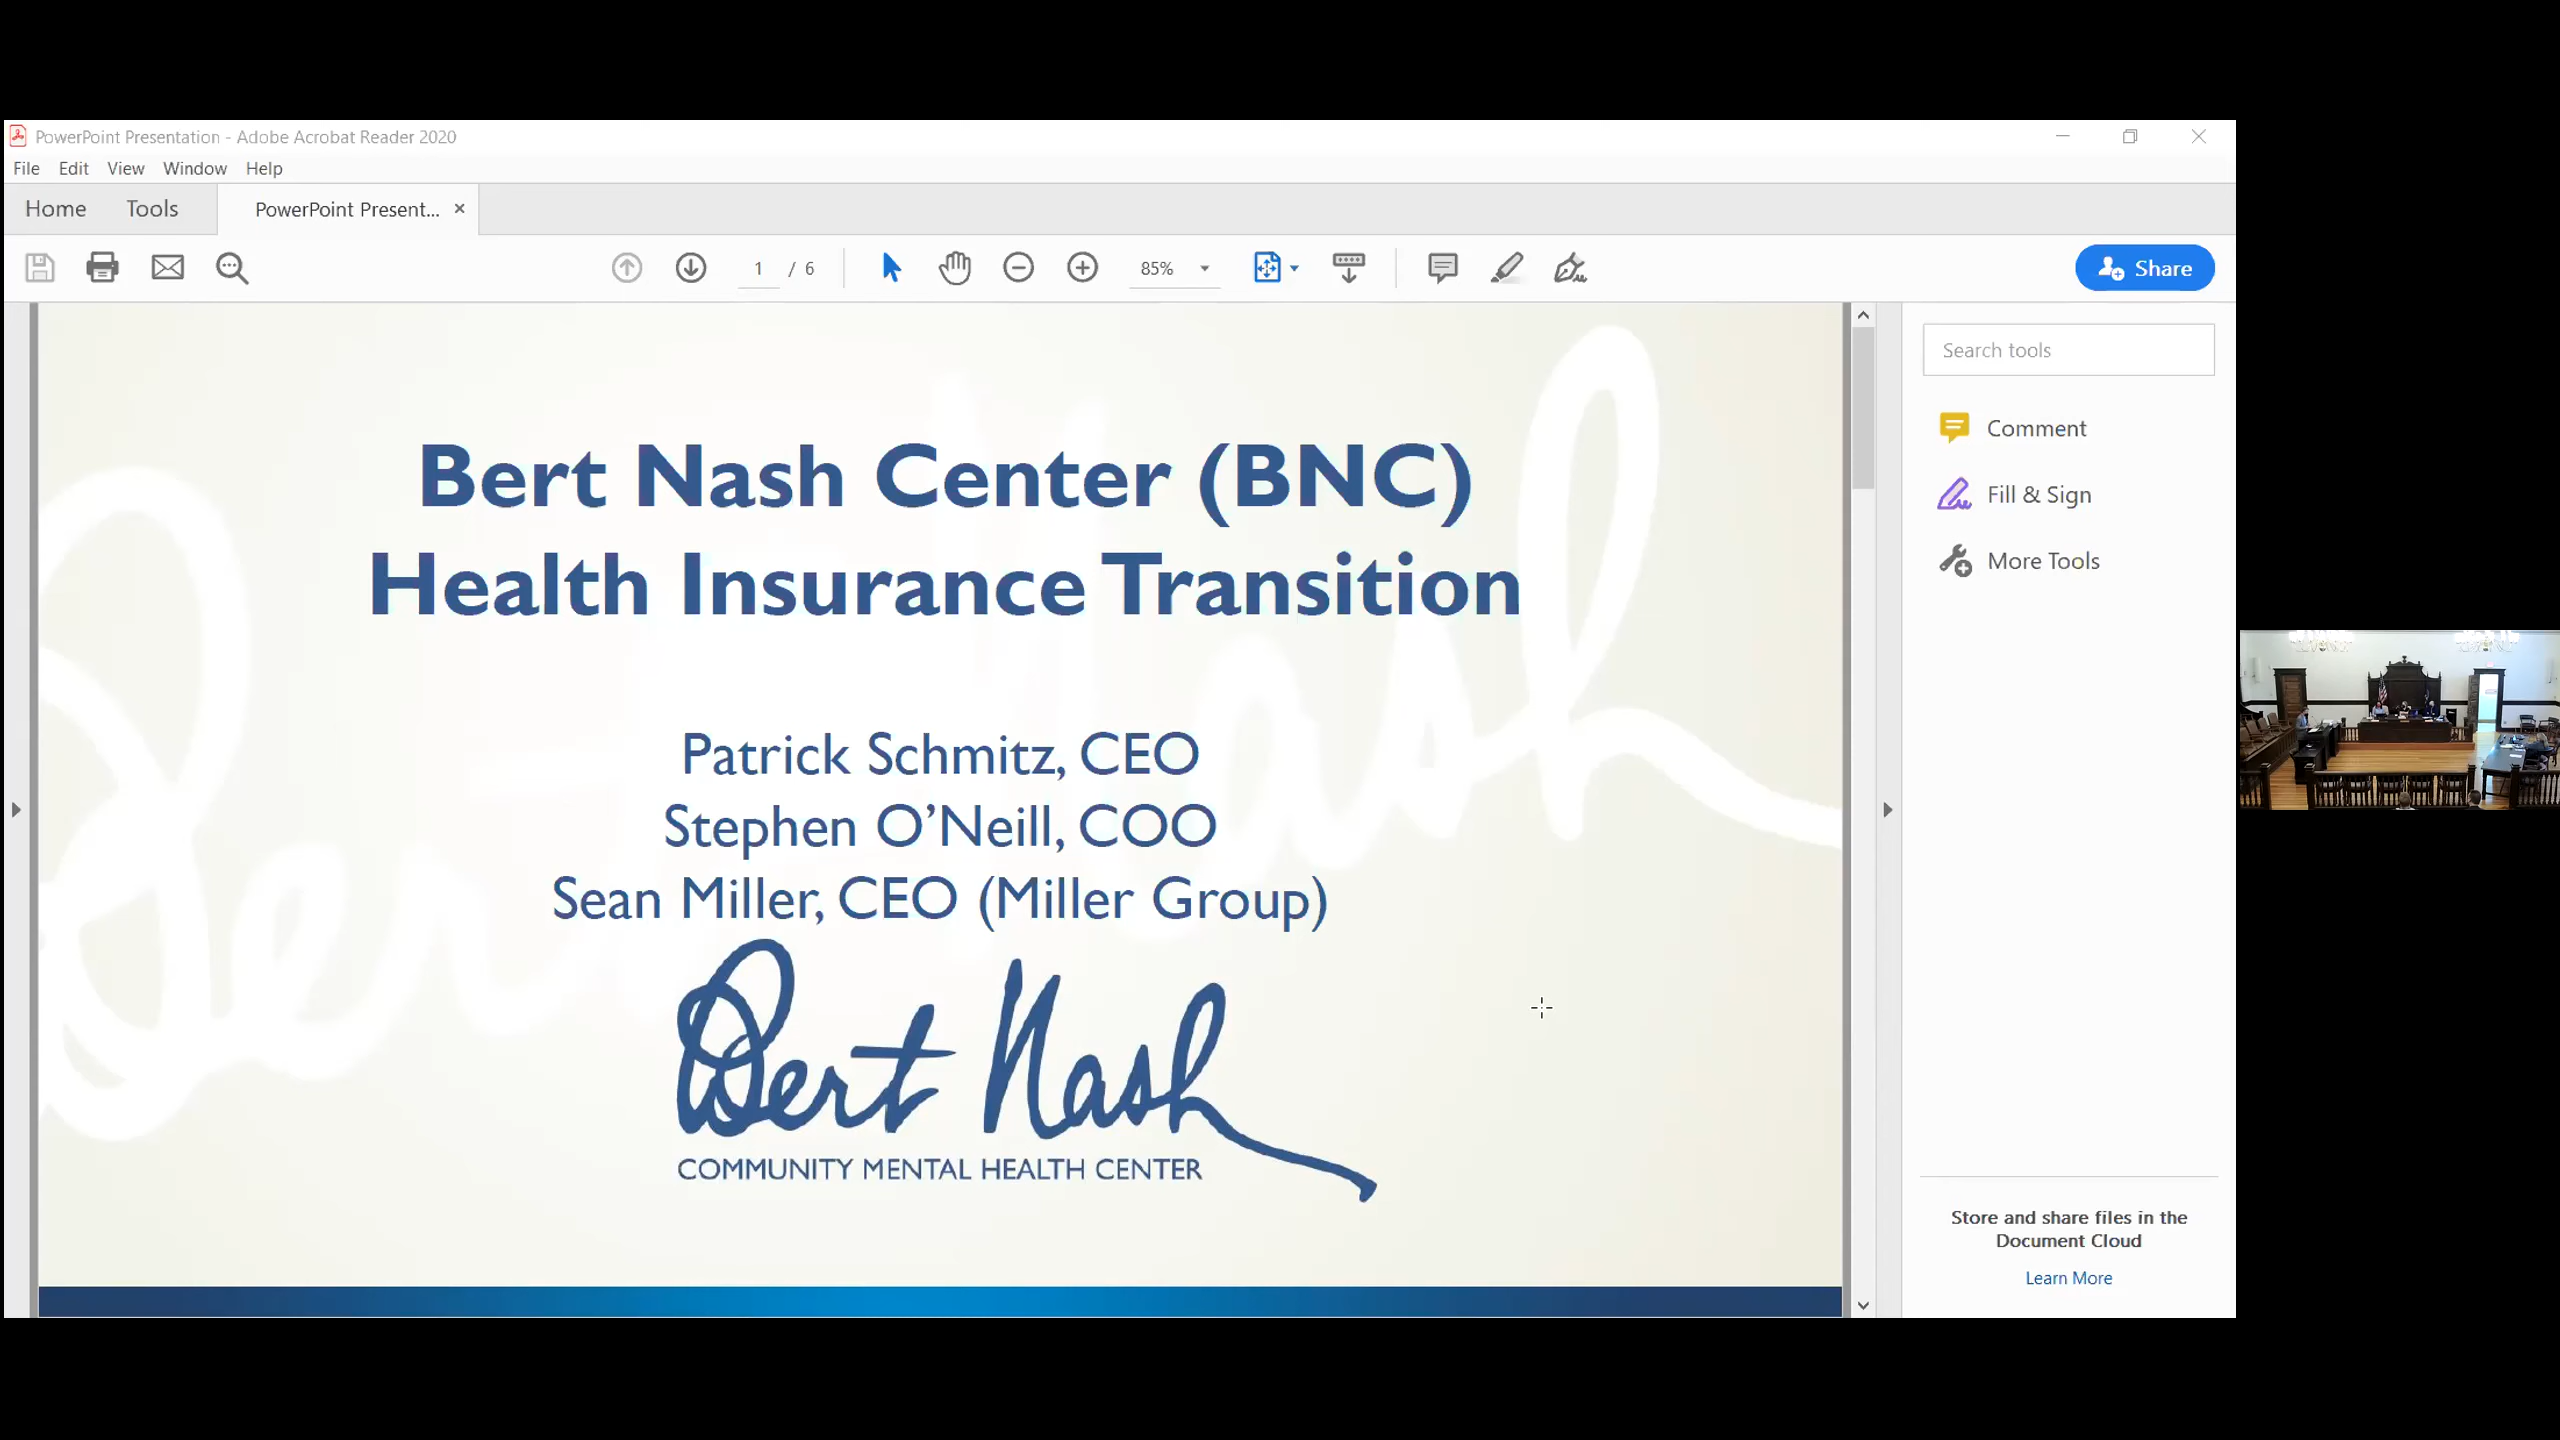 PowerPoint Presentation - Adobe Acrobat Reader 2020
File Edit View Window Help
Home Tools PowerPoint Present...
1 / 6 85% Share
Search tools
Comment
Fill & Sign
More Tools
Bert Nash Center (BNC)
Health Insurance Transition
Patrick Schmitz, CEO
Stephen O’Neill, COO
Sean Miller, CEO (Miller Group)
Bert Nash
COMMUNITY MENTAL HEALTH CENTER
Store and share files in the
Document Cloud
Learn More